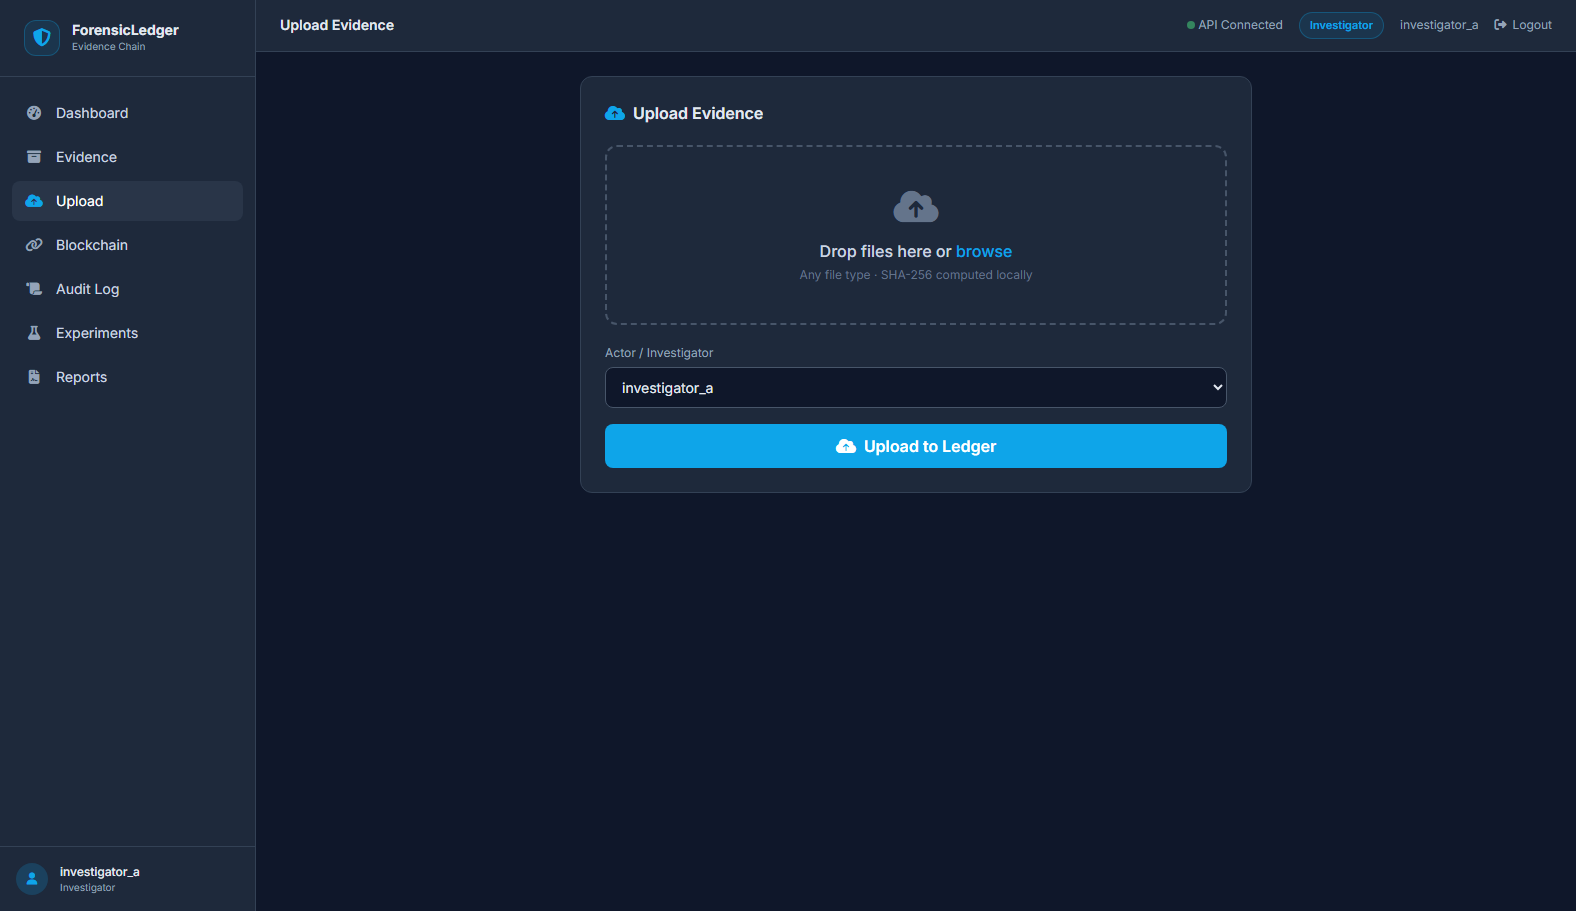 ForensicLedger
Evidence Chain
Dashboard
Evidence
Upload
Blockchain
Audit Log
Experiments
Reports
investigator_a
Investigator
Upload Evidence
API Connected
Investigator
investigator_a
Logout
Upload Evidence
Drop files here or browse
Any file type · SHA-256 computed locally
Actor / Investigator
investigator_a
Upload to Ledger